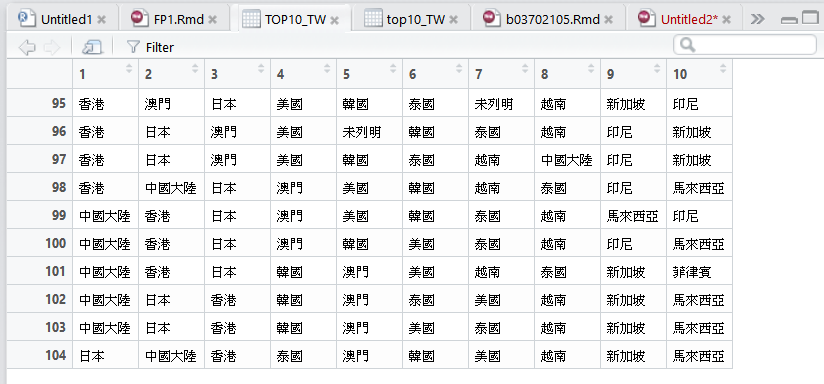 Untitled1 FP1.Rmd TOP10_TW top10_TW b03702105.Rmd Untitled2*
Filter
1 2 3 4 5 6 7 8 9 10
95 香港 澳門 日本 美國 韓國 泰國 未列明 越南 新加坡 印尼
96 香港 日本 澳門 美國 未列明 韓國 泰國 越南 印尼 新加坡
97 香港 日本 澳門 美國 韓國 泰國 越南 中國大陸 印尼 新加坡
98 香港 中國大陸 日本 澳門 美國 韓國 越南 泰國 印尼 馬來西亞
99 中國大陸 香港 日本 澳門 美國 韓國 泰國 越南 馬來西亞 印尼
100 中國大陸 香港 日本 澳門 韓國 美國 泰國 越南 印尼 馬來西亞
101 中國大陸 香港 日本 韓國 澳門 美國 越南 泰國 新加坡 菲律賓
102 中國大陸 日本 香港 韓國 澳門 泰國 美國 越南 新加坡 馬來西亞
103 中國大陸 日本 香港 韓國 澳門 美國 泰國 越南 新加坡 馬來西亞
104 日本 中國大陸 香港 泰國 澳門 韓國 美國 越南 新加坡 馬來西亞